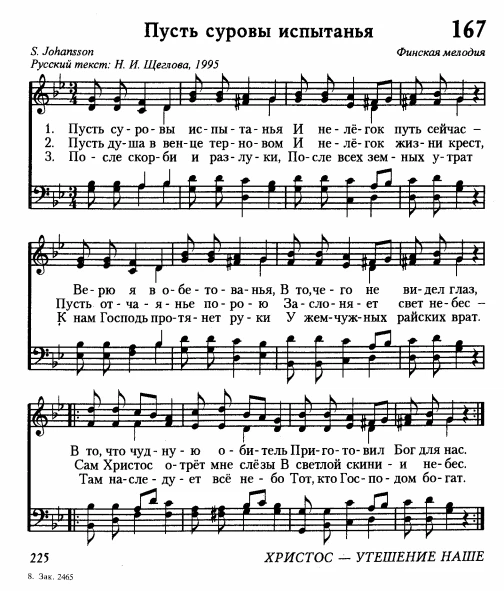 Пусть суровы испытанья 167
S. Johansson Финская мелодия
Русский текст: Н. И. Щеглова, 1995
1. Пусть су - ро - вы ис - пы - та - нья И не - лё - гок путь сейчас –
2. Пусть ду - ша в вен - це тер - но - вом И не - лё - гок жиз - ни крест,
3. По - сле скор - би и раз - лу - ки, По - сле всех зем - ных у - трат
Ве - рю я в о - бе - то - ва - нья, В то, че - го не ви - дел глаз,
Пусть от - ча - я - нье по - ро - ю За - сло - ня - ет свет не - бес –
К нам Господь про - тя - нет ру - ки У жем - чуж - ных райских врат.
В то, что чуд - ну - ю о - би - тель При - го - то - вил Бог для нас.
Сам Христос о - трёт мне слёзы В светлой скини - и не - бес.
Там на - сле - ду - ет всё не - бо Тот, кто Гос - по - дом бо - гат.
225 ХРИСТОС — УТЕШЕНИЕ НАШЕ
8. Зак. 2465